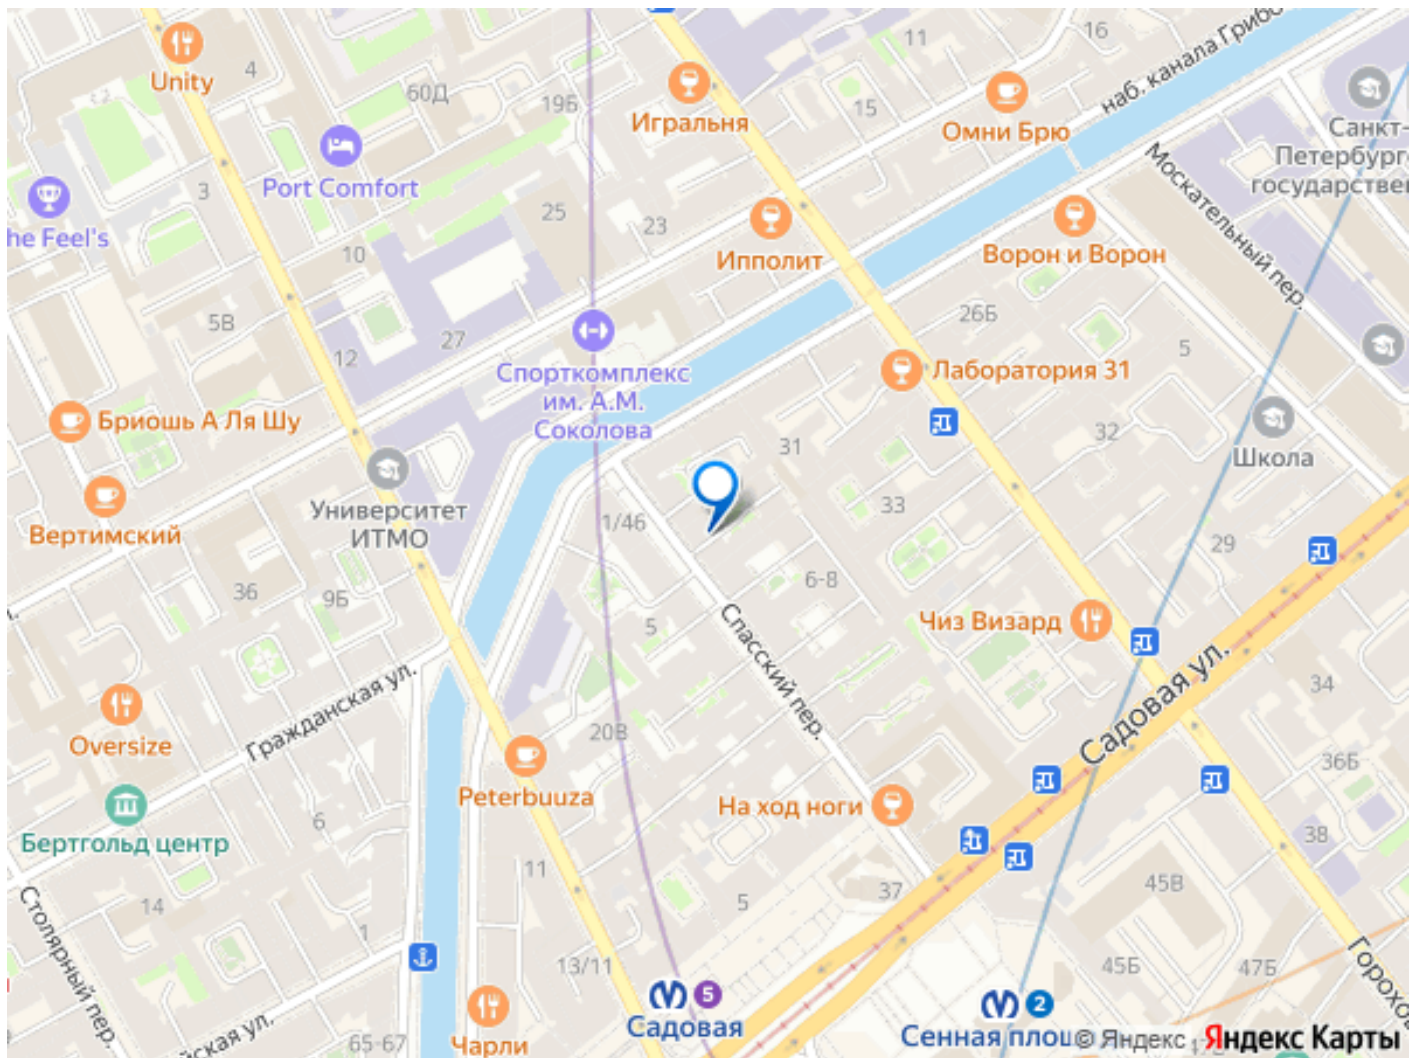 Unity
4
60Д
19Б
Игральня
11
15
16
Омни Брю
наб. канала Грибо
Санкт-
Петербург
государствен
Москательный пер.
3
Port Comfort
he Feel's
25
23
10
Ипполит
Ворон и Ворон
5В
27
12
26Б
5
Спорткомплекс
им. А.М.
Соколова
Лаборатория 31
Бриошь А Ля Шу
31
32
Школа
Вертимский
Университет
ИТМО
1/46
33
29
36
9Б
6-8
5
Чиз Визард
Спасский пер.
Садовая ул.
34
Гражданская ул.
Oversize
20В
36Б
Peterbuuza
На ход ноги
Бертгольд центр
6
38
11
37
45В
5
14
Столярный пер.
1
13/11
45Б
47Б
Горохо
5
Садовая
2
Сенная площ
© Яндекс
Яндекс Карты
йская ул.
65-67
Чарли